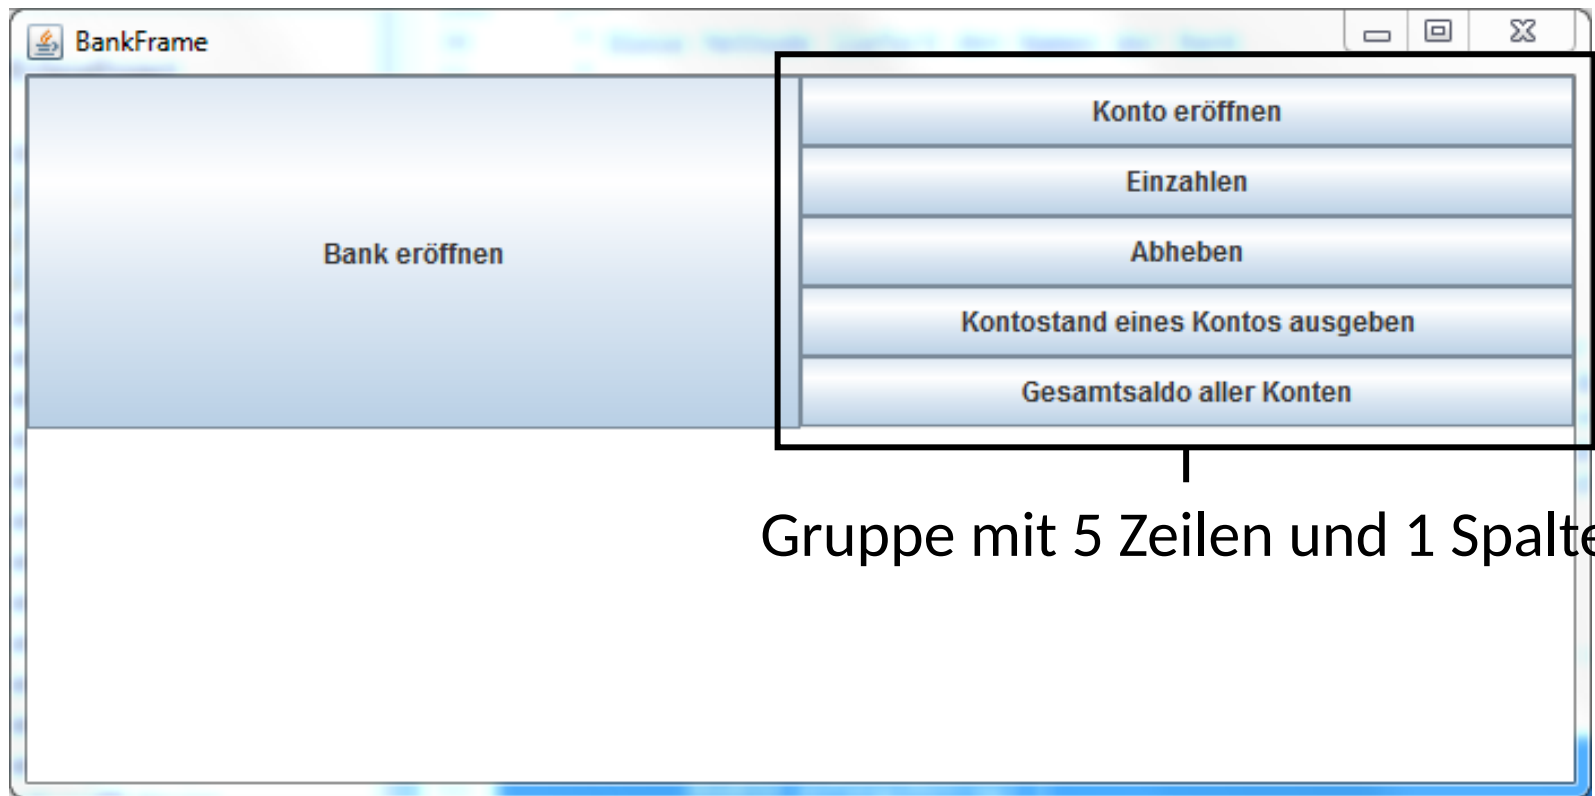 BankFrame
Bank eröffnen
Konto eröffnen
Einzahlen
Abheben
Kontostand eines Kontos ausgeben
Gesamtsaldo aller Konten
Gruppe mit 5 Zeilen und 1 Spalte